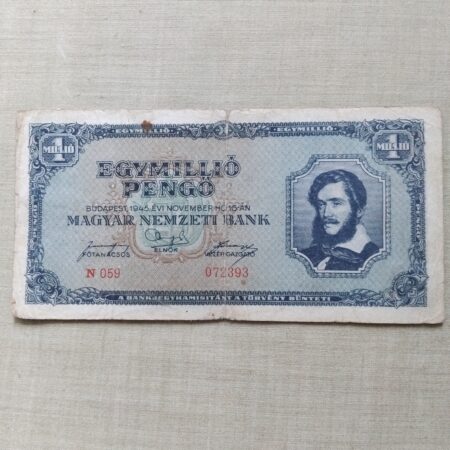 EGYMILLIÓ
EGYMILLIÓ
1
MILLIÓ
1
MILLIÓ
EGYMILLIÓ
PENGŐ
BUDAPEST, 1945. ÉVI NOVEMBER HÓ 16-ÁN
MAGYAR NEMZETI BANK
FŐTANÁCSOS
ELNÖK
VEZÉRIGAZGATÓ
N 059
072393
A BANKJEGYHAMISÍTÁST A TÖRVÉNY BÜNTETI